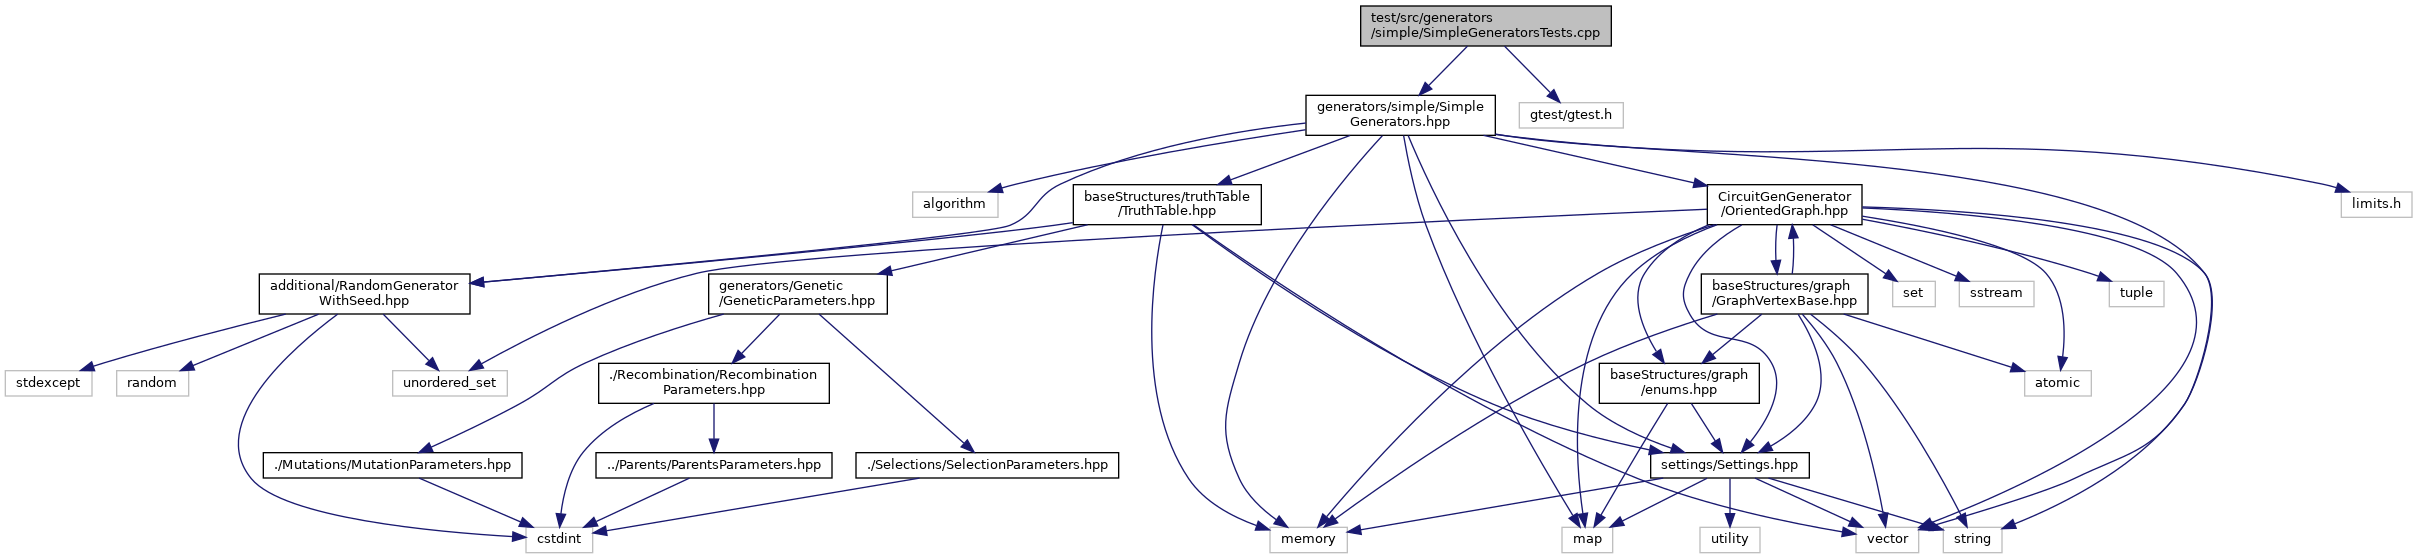 test/src/generators
/simple/SimpleGeneratorsTests.cpp
generators/simple/Simple
Generators.hpp
gtest/gtest.h
algorithm
baseStructures/truthTable
/TruthTable.hpp
CircuitGenGenerator
/OrientedGraph.hpp
limits.h
additional/RandomGenerator
WithSeed.hpp
generators/Genetic
/GeneticParameters.hpp
baseStructures/graph
/GraphVertexBase.hpp
set
sstream
tuple
stdexcept
random
unordered_set
./Recombination/Recombination
Parameters.hpp
baseStructures/graph
/enums.hpp
atomic
./Mutations/MutationParameters.hpp
../Parents/ParentsParameters.hpp
./Selections/SelectionParameters.hpp
settings/Settings.hpp
cstdint
memory
map
utility
vector
string